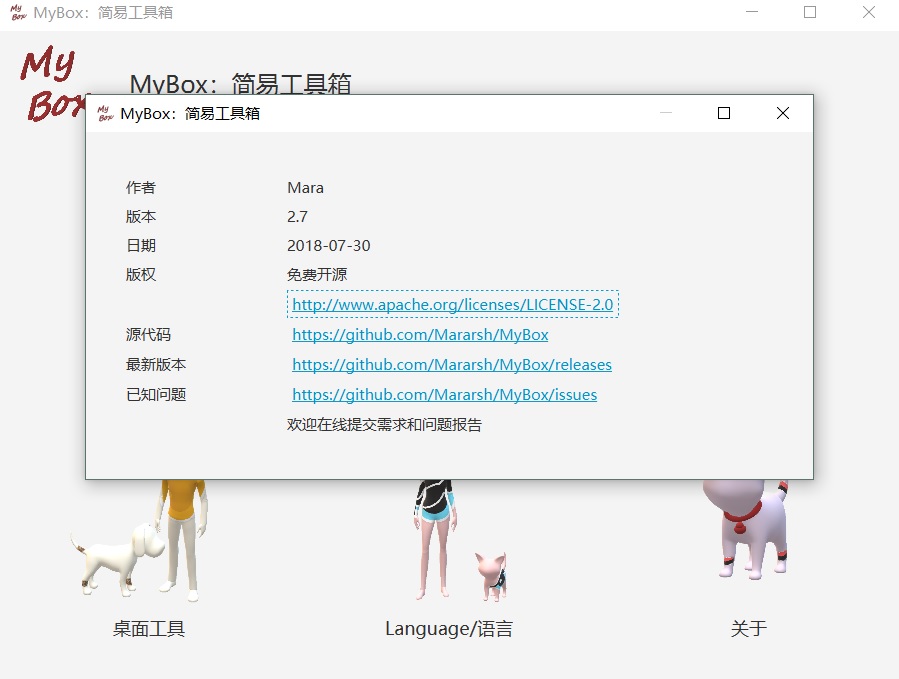 My Box MyBox：简易工具箱
My
Box
MyBox：简易工具箱
My Box MyBox：简易工具箱
作者 Mara
版本 2.7
日期 2018-07-30
版权 免费开源
http://www.apache.org/licenses/LICENSE-2.0
源代码 https://github.com/Mararsh/MyBox
最新版本 https://github.com/Mararsh/MyBox/releases
已知问题 https://github.com/Mararsh/MyBox/issues
欢迎在线提交需求和问题报告
桌面工具 Language/语言 关于